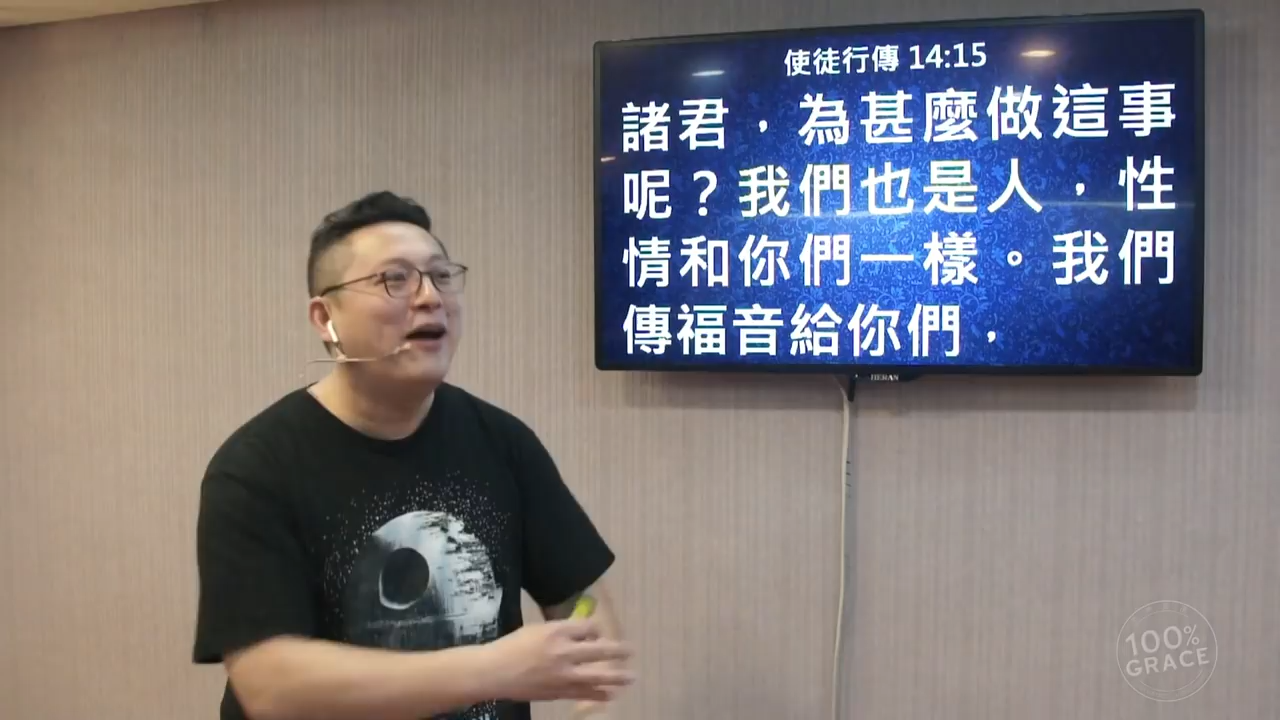 使徒行傳 14:15
諸君，為甚麼做這事
呢？我們也是人，性
情和你們一樣。我們
傳福音給你們，
HERAN
100%
GRACE